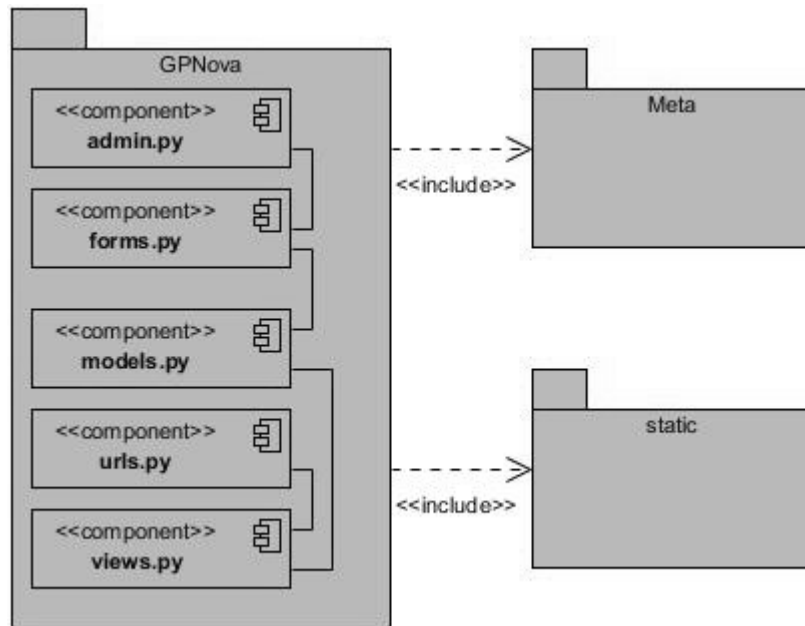 GPNova
<<component>>
admin.py
<<component>>
forms.py
<<component>>
models.py
<<component>>
urls.py
<<component>>
views.py
<<include>>
Meta
<<include>>
static